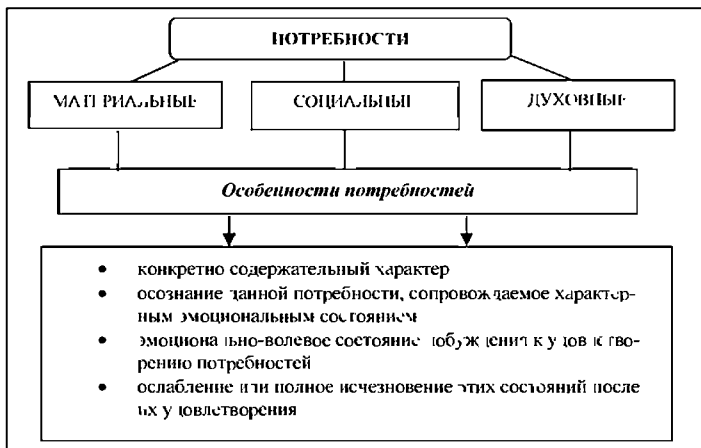 ПОТРЕБНОСТИ
МАТЕРИАЛЬНЫЕ СОЦИАЛЬНЫЕ ДУХОВНЫЕ
Особенности потребностей
• конкретно содержательный характер
• осознание данной потребности, сопровождаемое характер-
ным эмоциональным состоянием
• эмоционально-волевое состояние побуждения к удовлетво-
рению потребностей
• ослабление или полное исчезновение этих состояний после
их удовлетворения